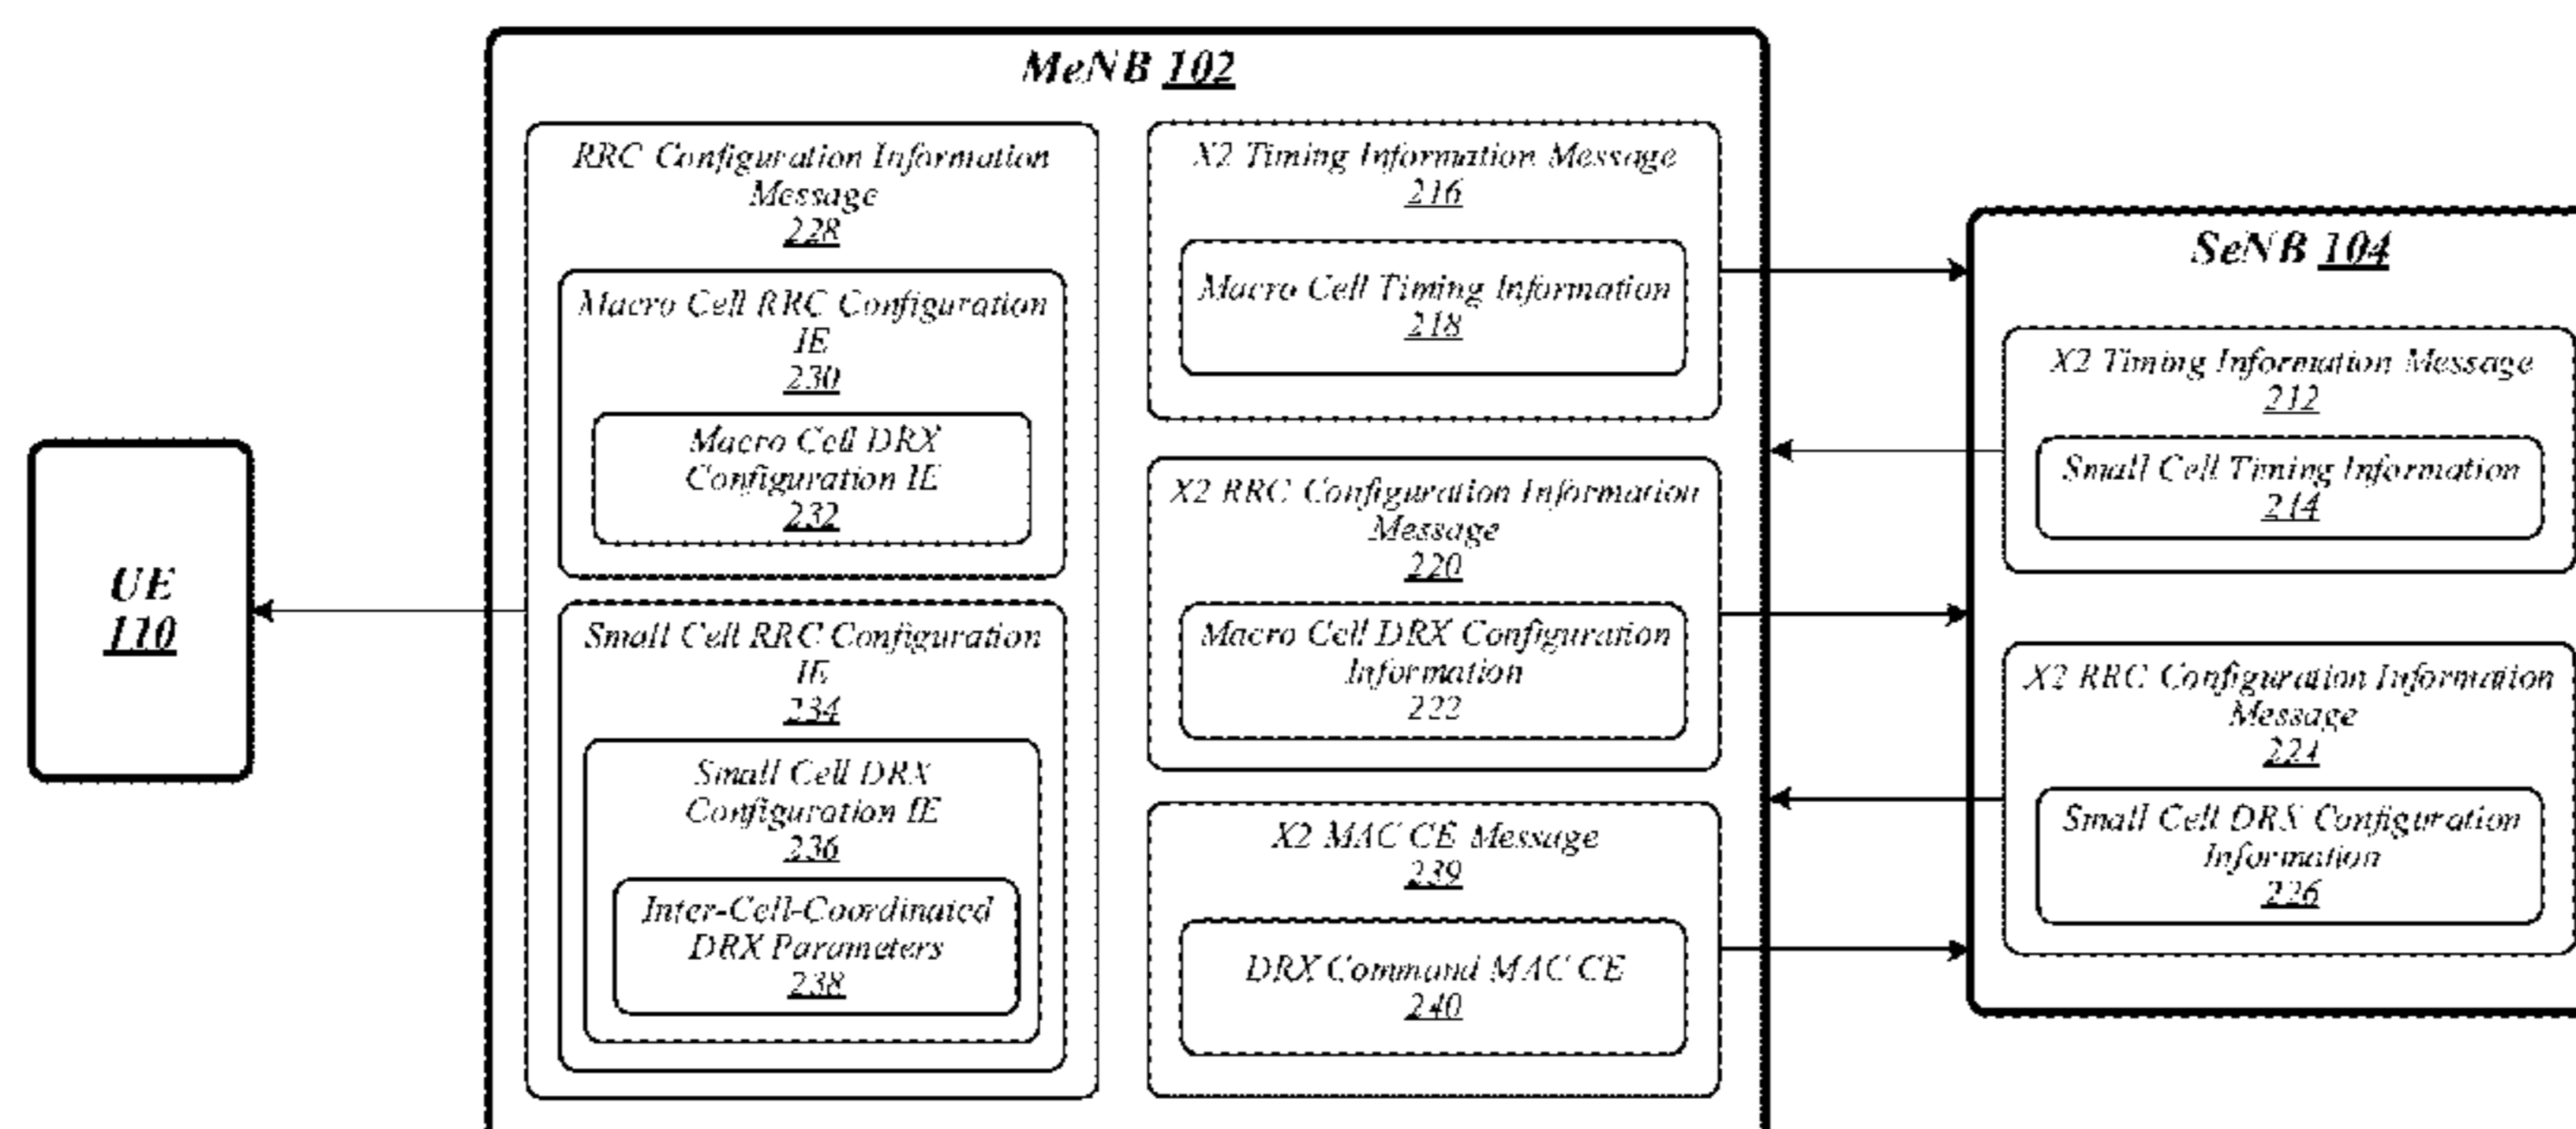 MeNB 102
RRC Configuration Information
Message
228
Macro Cell RRC Configuration
IE
230
Macro Cell DRX
Configuration IE
232
Small Cell RRC Configuration
IE
234
Small Cell DRX
Configuration IE
236
Inter-Cell-Coordinated
DRX Parameters
238
X2 Timing Information Message
216
Macro Cell Timing Information
218
X2 RRC Configuration Information
Message
220
Macro Cell DRX Configuration
Information
222
X2 MAC CE Message
239
DRX Command MAC CE
240
UE
110
SeNB 104
X2 Timing Information Message
212
Small Cell Timing Information
214
X2 RRC Configuration Information
Message
224
Small Cell DRX Configuration
Information
226